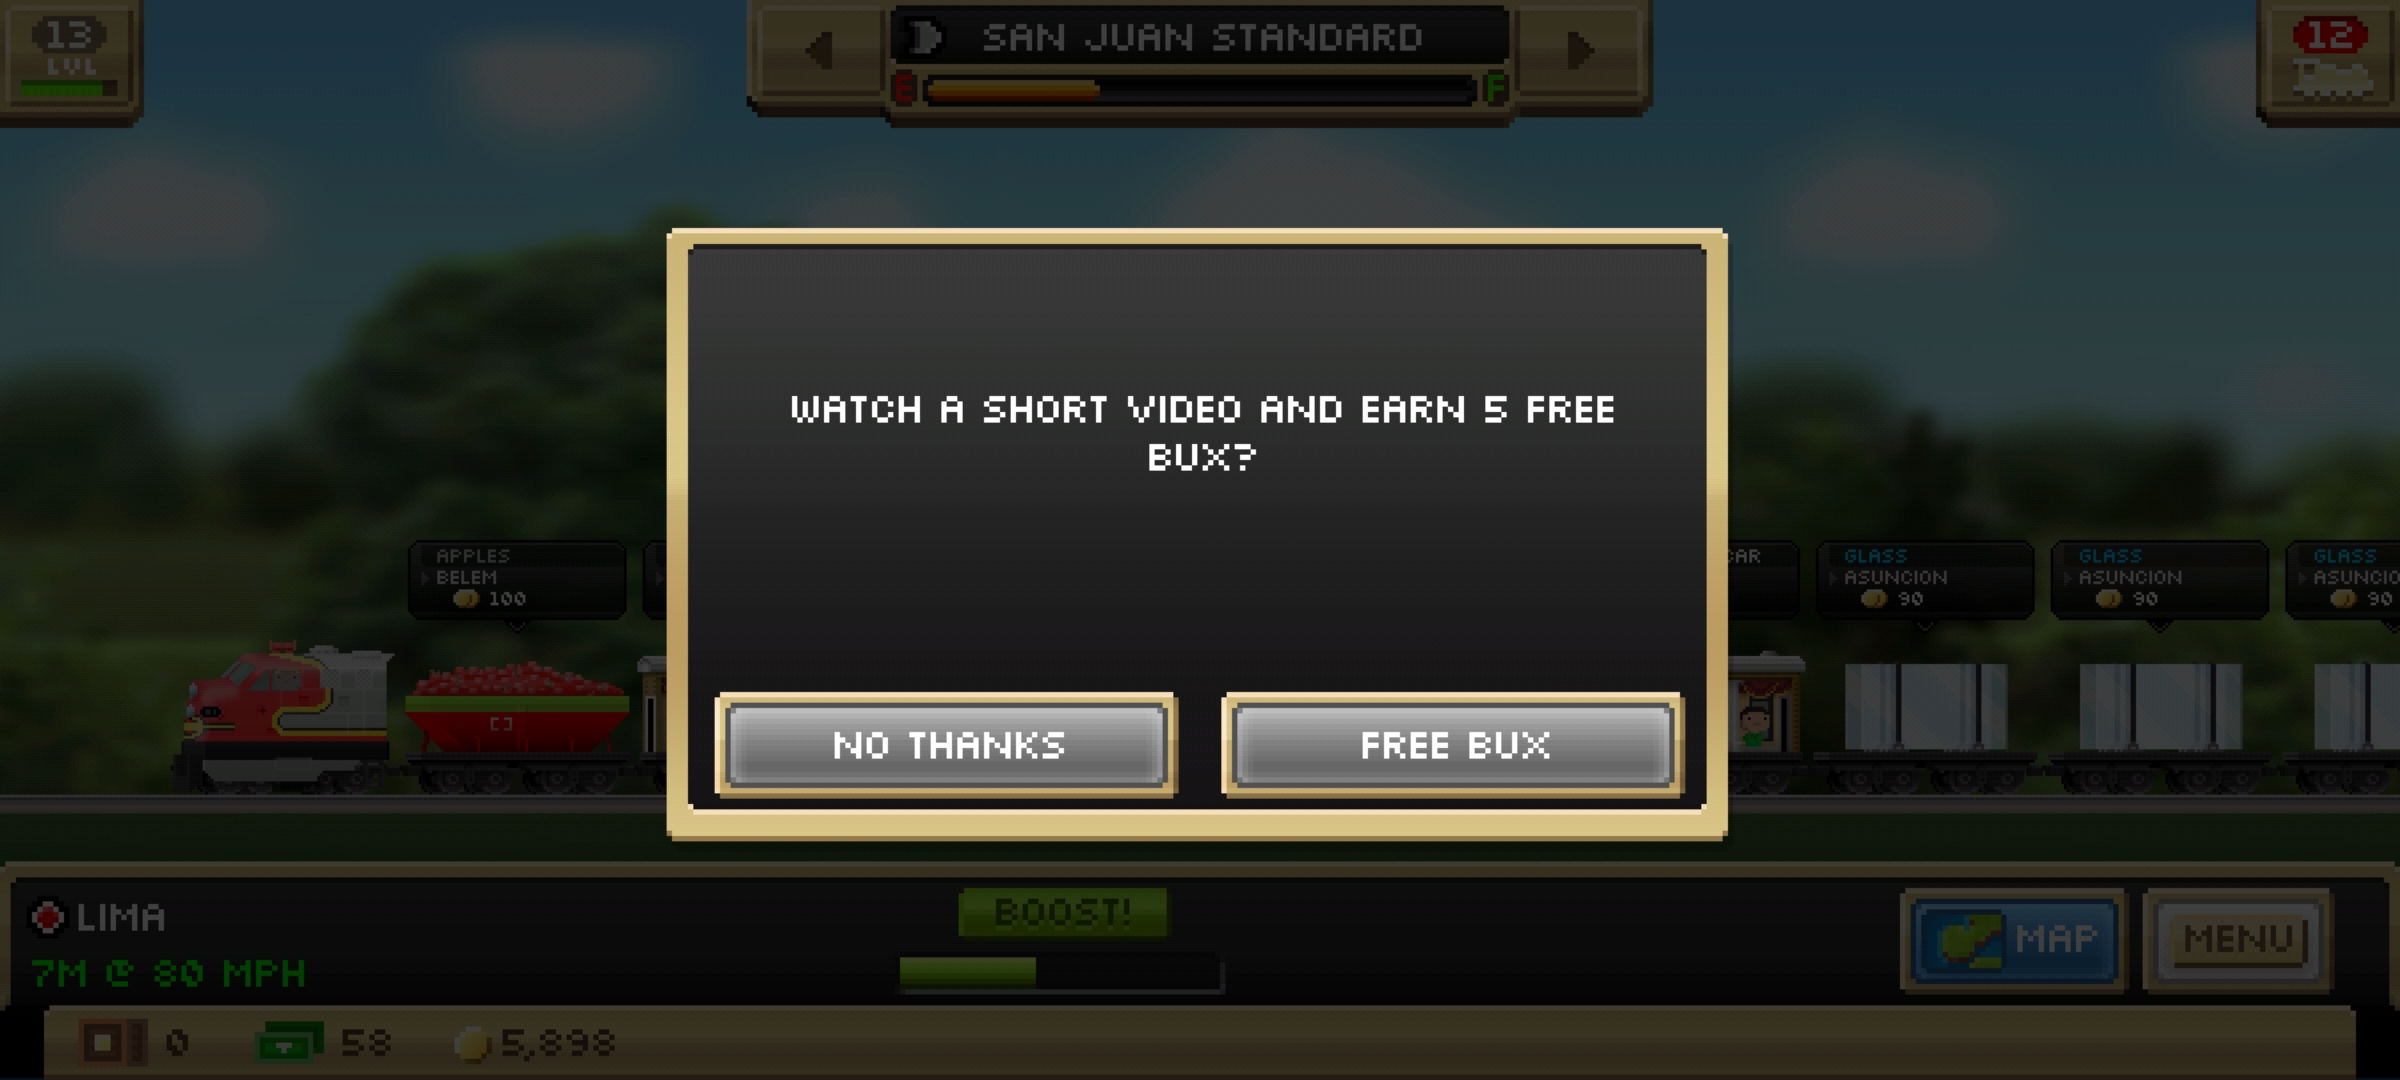 13
LVL
SAN JUAN STANDARD
E
F
12
WATCH A SHORT VIDEO AND EARN 5 FREE
BUX?
NO THANKS
FREE BUX
APPLES
BELEM
100
CAR
GLASS
ASUNCION
90
GLASS
ASUNCION
90
GLASS
ASUNCIO
90
LIMA
7M @ 80 MPH
BOOST!
MAP
MENU
0
58
5,898